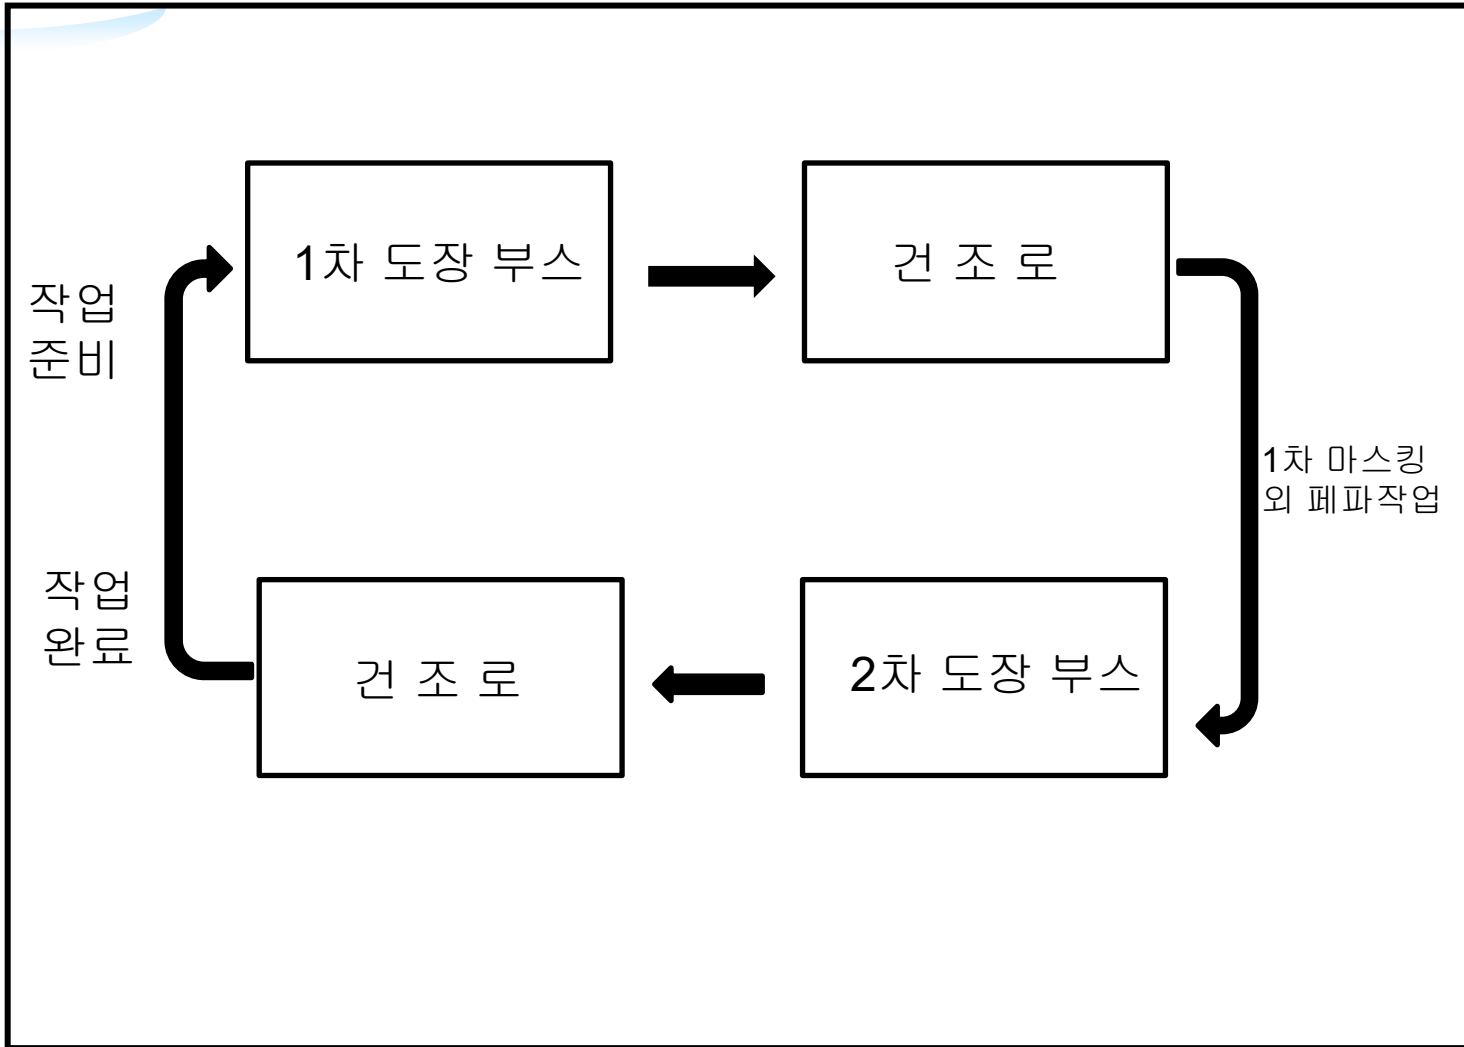 1차 도장 부스
건 조 로
작업
준비
1차 마스킹
외 페파작업
작업
완료
건 조 로
2차 도장 부스